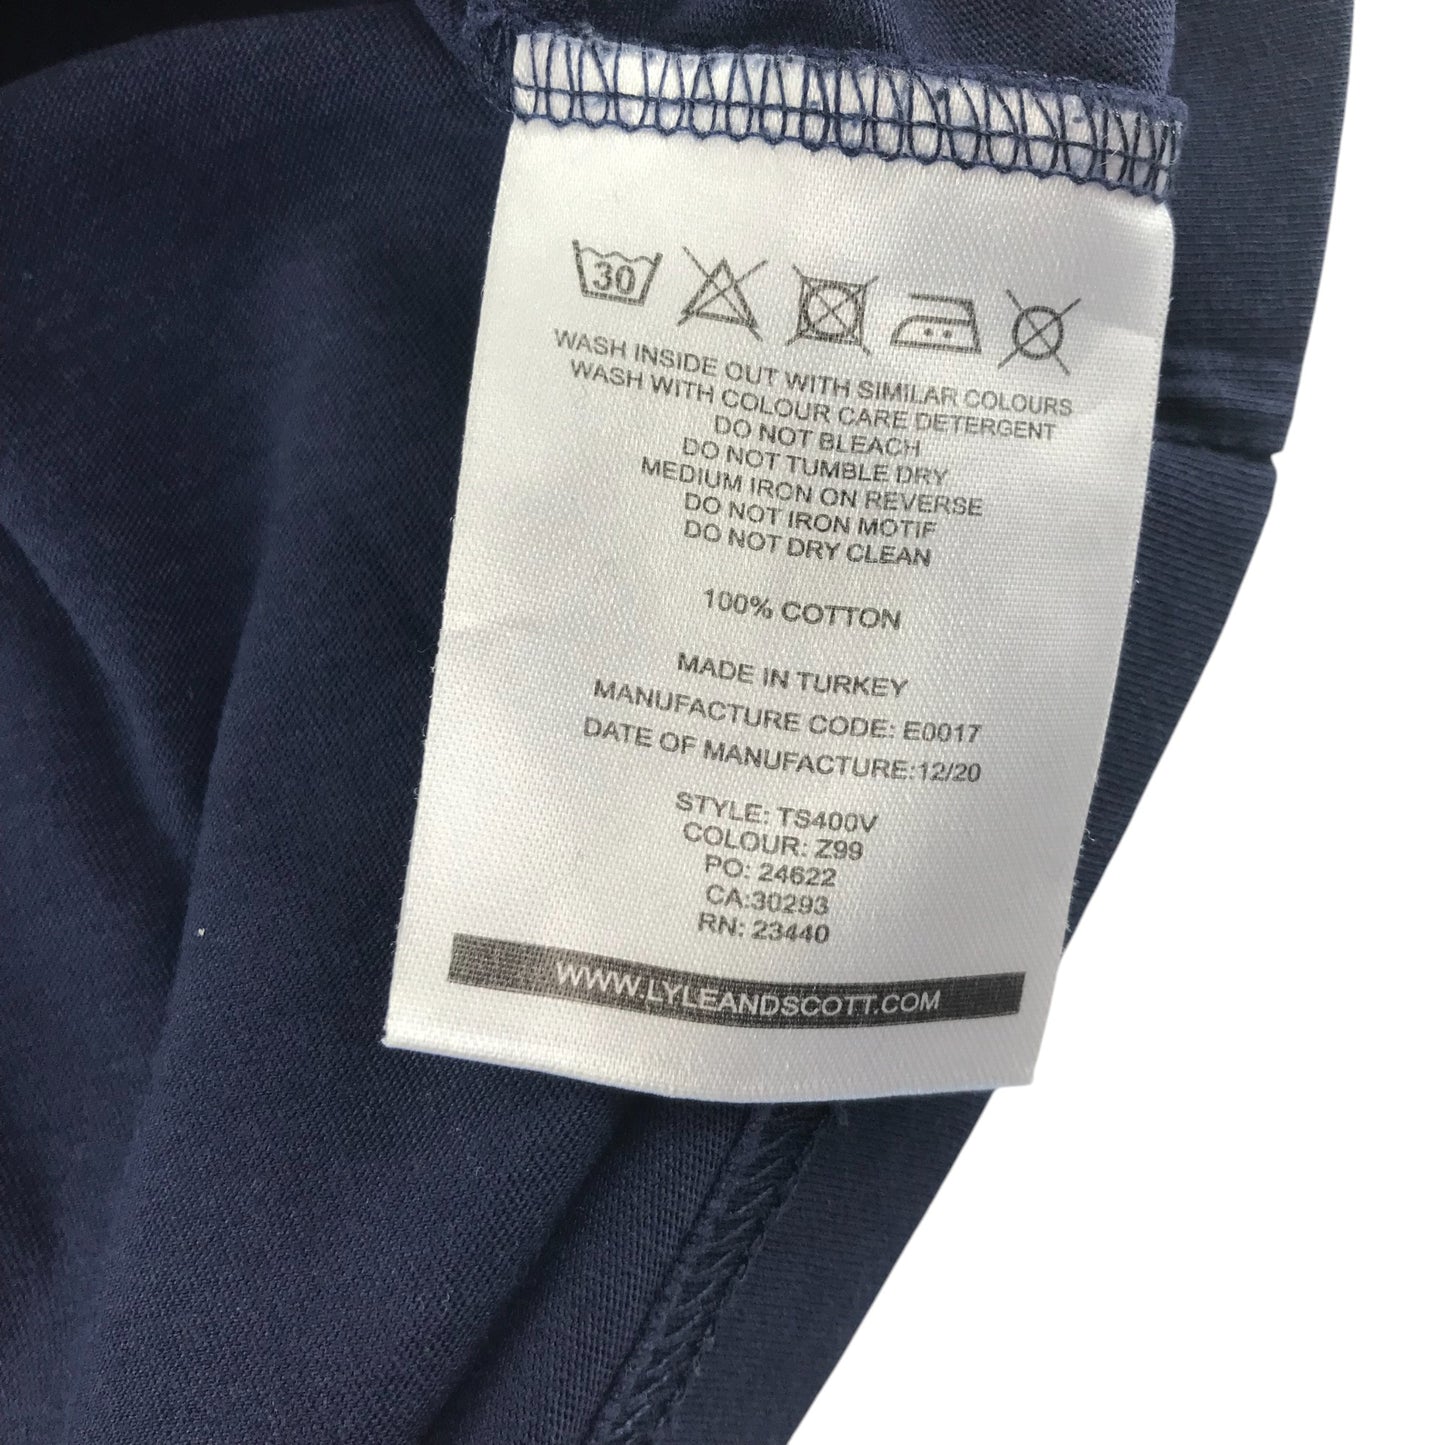 30
WASH INSIDE OUT WITH SIMILAR COLOURS
WASH WITH COLOUR CARE DETERGENT
DO NOT BLEACH
DO NOT TUMBLE DRY
MEDIUM IRON ON REVERSE
DO NOT IRON MOTIF
DO NOT DRY CLEAN
100% COTTON
MADE IN TURKEY
MANUFACTURE CODE: E0017
DATE OF MANUFACTURE:12/20
STYLE: TS400V
COLOUR: Z99
PO: 24622
CA:30293
RN: 23440
WWW.LYLEANDSCOTT.COM